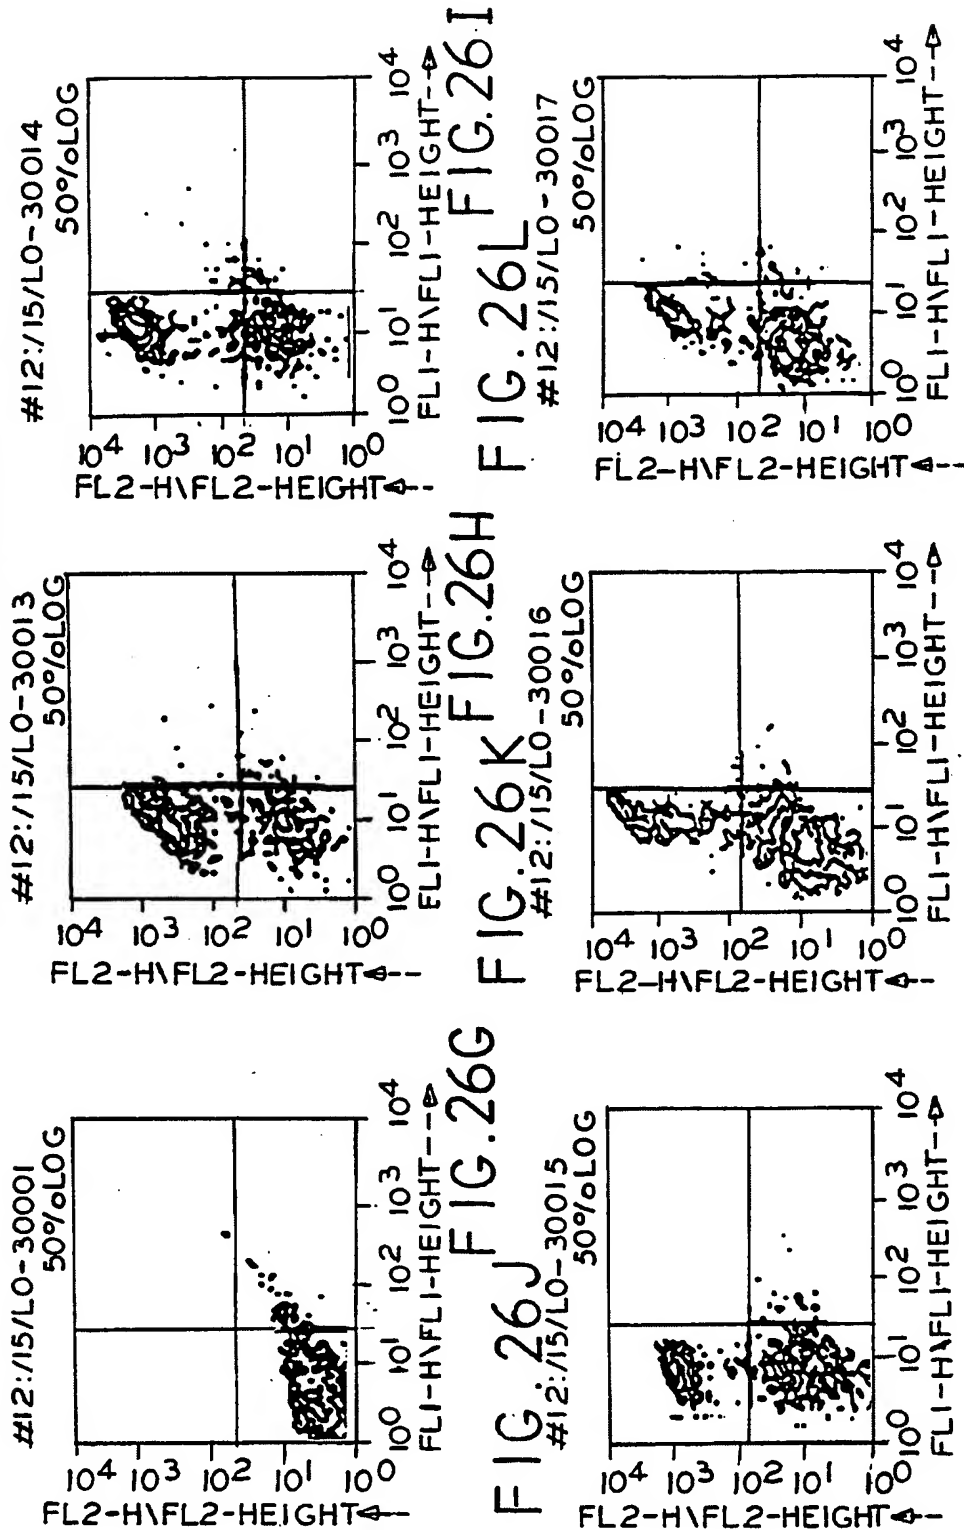 #12:/15/LO-30001
50%LOG
10⁴
10³
10²
10¹
10⁰
FL2-H\FL2-HEIGHT
10⁰ 10¹ 10² 10³ 10⁴
FL1-H\FL1-HEIGHT
FIG.26G
#12:/15/LO-30013
50%LOG
10⁴
10³
10²
10¹
10⁰
FL2-H\FL2-HEIGHT
10⁰ 10¹ 10² 10³ 10⁴
FL1-H\FL1-HEIGHT
FIG.26H
#12:/15/LO-30014
50%LOG
10⁴
10³
10²
10¹
10⁰
FL2-H\FL2-HEIGHT
10⁰ 10¹ 10² 10³ 10⁴
FL1-H\FL1-HEIGHT
FIG.26I
FIG.26J
#12:/15/LO-30015
50%LOG
10⁴
10³
10²
10¹
10⁰
FL2-H\FL2-HEIGHT
10⁰ 10¹ 10² 10³ 10⁴
FL1-H\FL1-HEIGHT
FIG.26K
#12:/15/LO-30016
50%LOG
10⁴
10³
10²
10¹
10⁰
FL2-H\FL2-HEIGHT
10⁰ 10¹ 10² 10³ 10⁴
FL1-H\FL1-HEIGHT
FIG.26L
#12:/15/LO-30017
50%LOG
10⁴
10³
10²
10¹
10⁰
FL2-H\FL2-HEIGHT
10⁰ 10¹ 10² 10³ 10⁴
FL1-H\FL1-HEIGHT